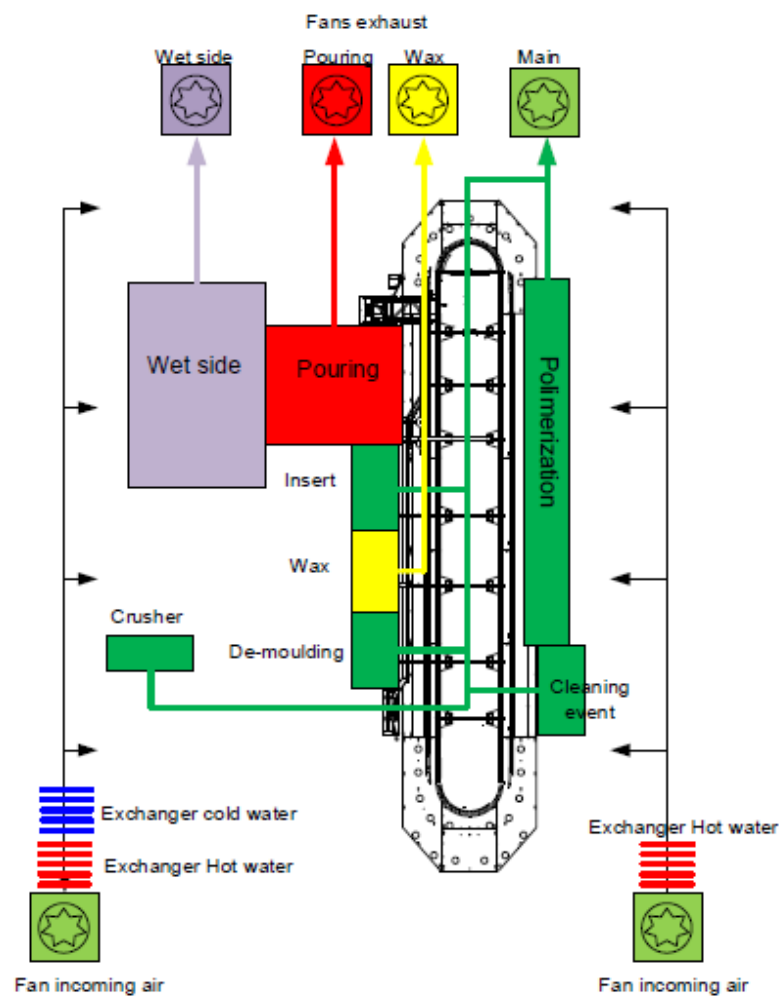 Fans exhaust
Wet side
Pouring
Wax
Main
Wet side
Pouring
Polimerization
Insert
Wax
Crusher
De-moulding
Cleaning
event
Exchanger cold water
Exchanger Hot water
Exchanger Hot water
Fan incoming air
Fan incoming air